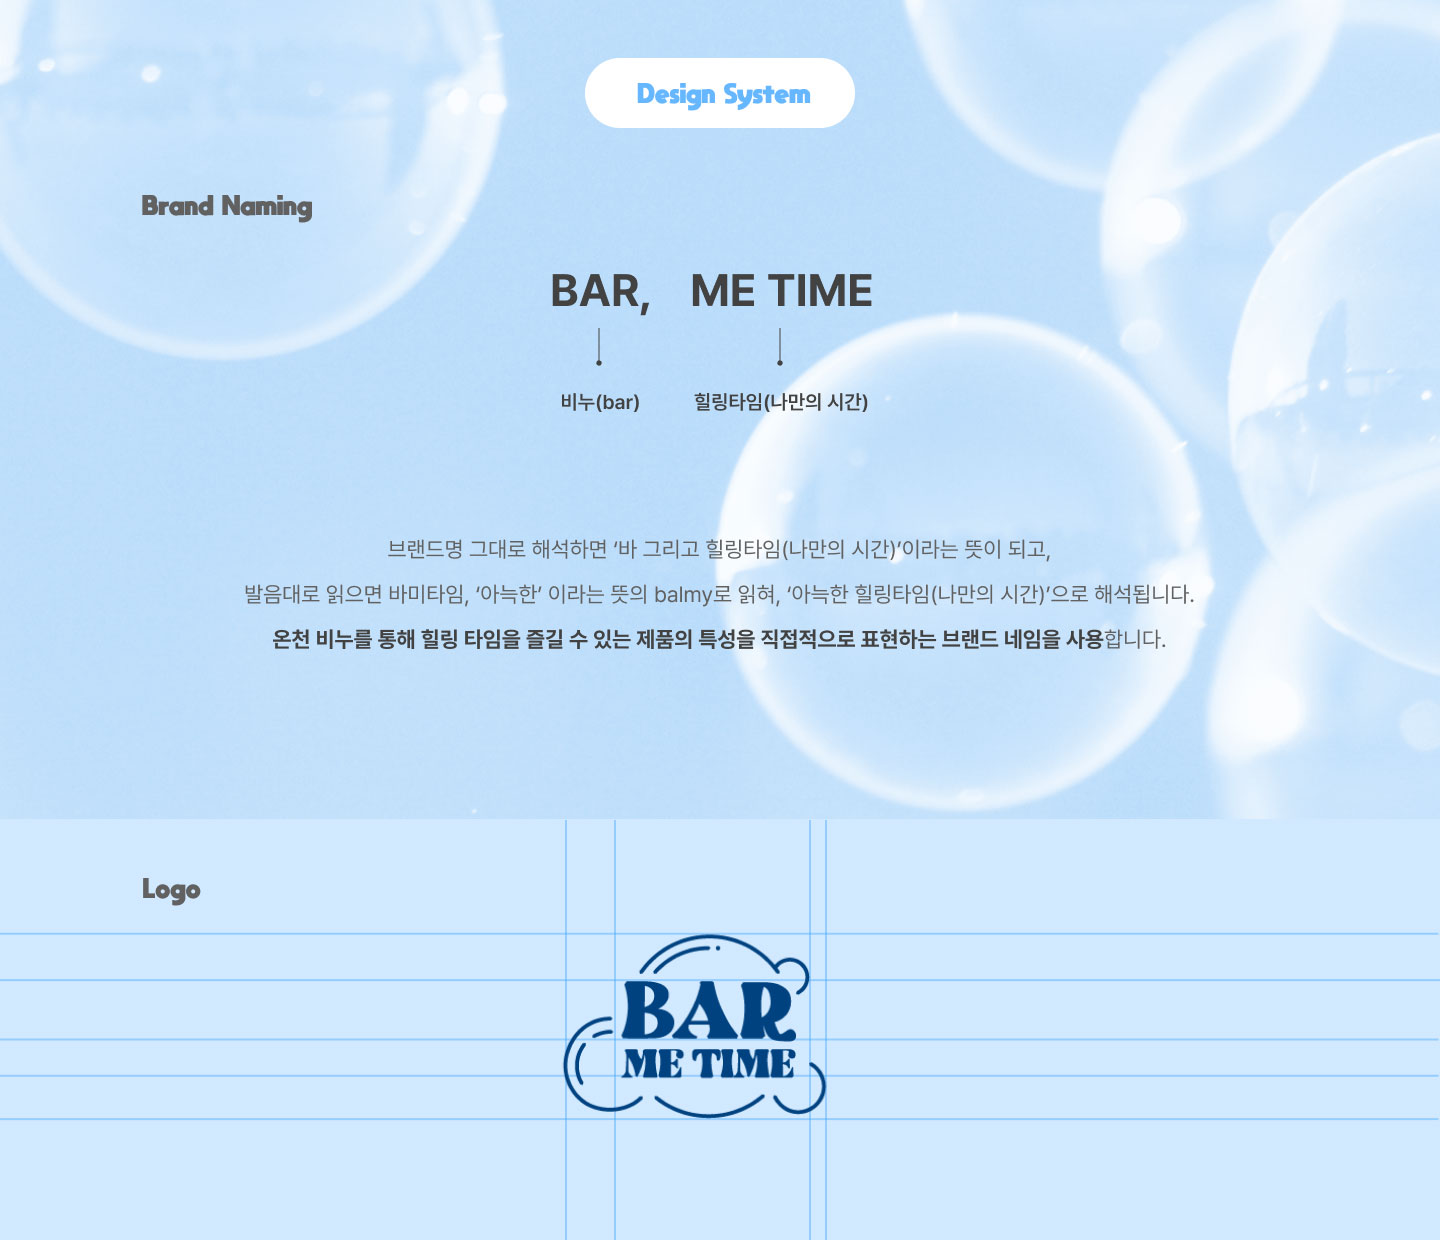 Design System
Brand Naming
BAR, ME TIME
비누(bar) 힐링타임(나만의 시간)
브랜드명 그대로 해석하면 ‘바 그리고 힐링타임(나만의 시간)’이라는 뜻이 되고,
발음대로 읽으면 바미타임, ‘아늑한’ 이라는 뜻의 balmy로 읽혀, ‘아늑한 힐링타임(나만의 시간)’으로 해석됩니다.
온천 비누를 통해 힐링 타임을 즐길 수 있는 제품의 특성을 직접적으로 표현하는 브랜드 네임을 사용합니다.
Logo
BAR
ME TIME